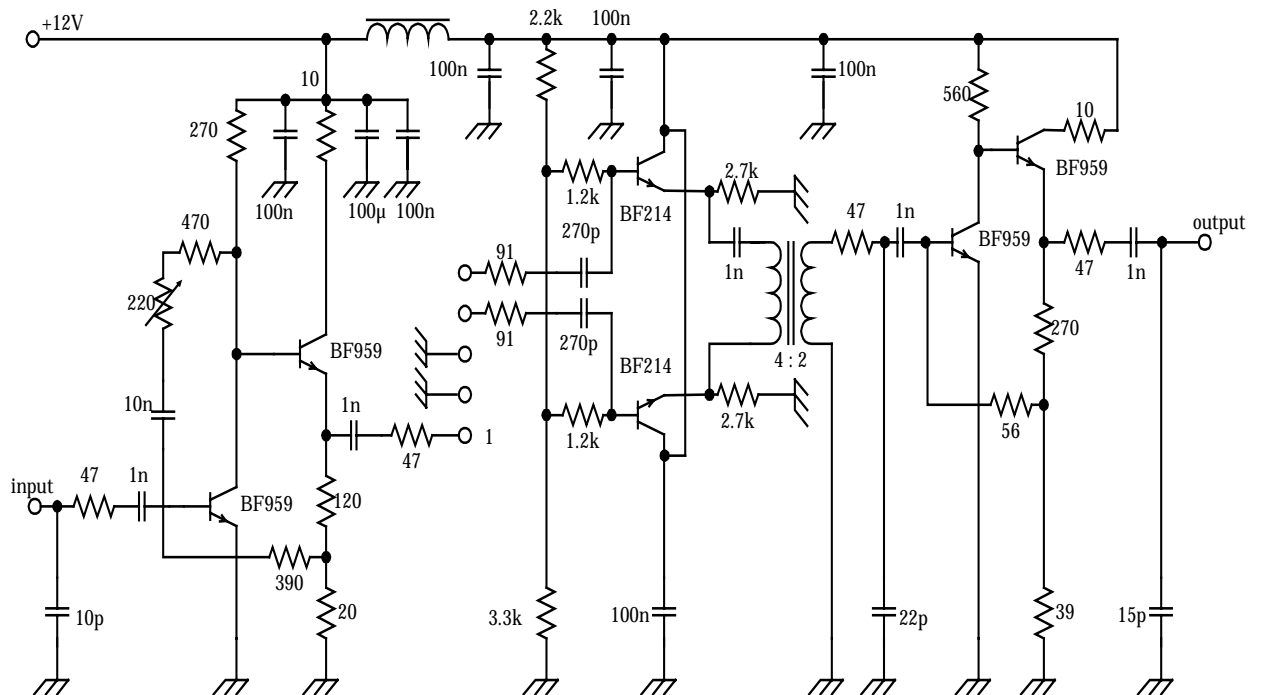 +12V
2.2k
100n
10
100n
100n
560
10
270
100n
100μ
100n
1.2k
BF214
2.7k
BF959
470
270p
47
1n
BF959
output
220
91
1n
47
1n
91
270p
270
BF959
BF214
4 : 2
10n
1n
1.2k
2.7k
56
47
1
input
47
1n
BF959
120
390
10p
20
3.3k
100n
22p
39
15p